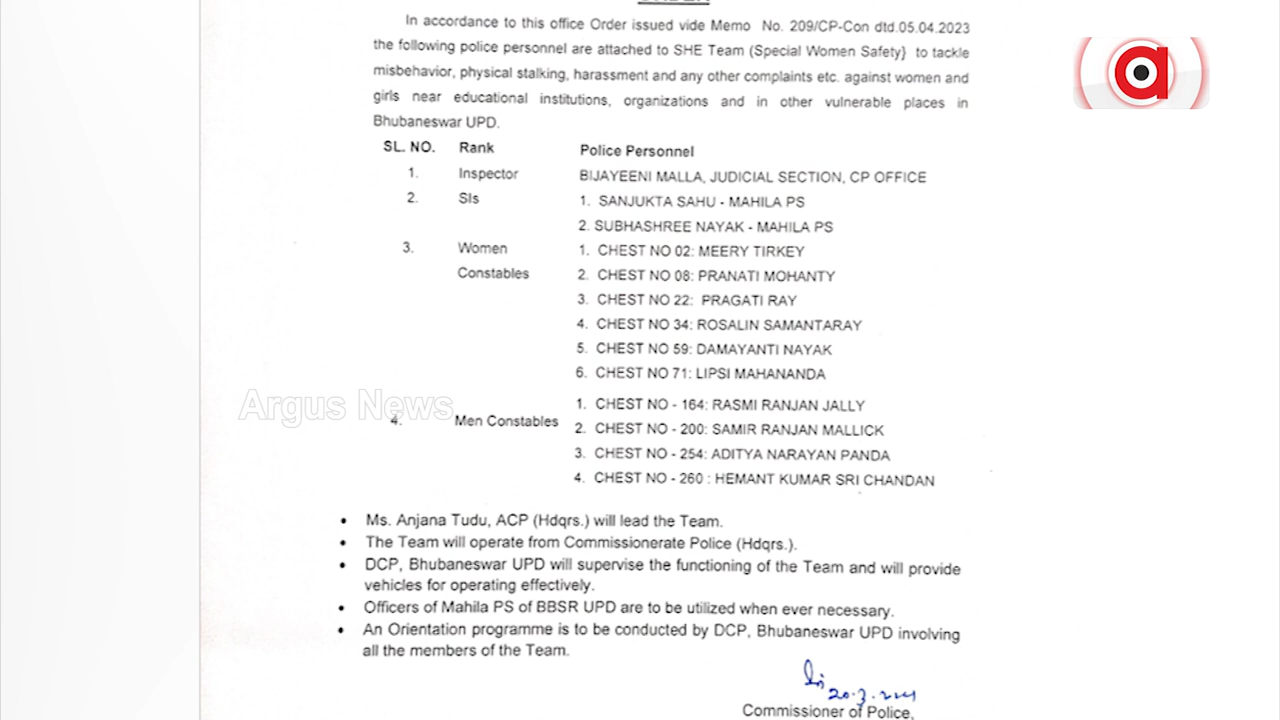 In accordance to this office Order issued vide Memo No. 209/CP-Con dtd.05.04.2023
the following police personnel are attached to SHE Team (Special Women Safety} to tackle
misbehavior, physical stalking, harassment and any other complaints etc. against women and
girls near educational institutions, organizations and in other vulnerable places in
Bhubaneswar UPD.
SL. NO. Rank Police Personnel
1. Inspector BIJAYEENI MALLA, JUDICIAL SECTION, CP OFFICE
2. SIs 1. SANJUKTA SAHU - MAHILA PS
2. SUBHASHREE NAYAK - MAHILA PS
3. Women 1. CHEST NO 02: MEERY TIRKEY
Constables 2. CHEST NO 08: PRANATI MOHANTY
3. CHEST NO 22: PRAGATI RAY
4. CHEST NO 34: ROSALIN SAMANTARAY
5. CHEST NO 59: DAMAYANTI NAYAK
6. CHEST NO 71: LIPSI MAHANANDA
1. CHEST NO - 164: RASMI RANJAN JALLY
Argus News
4. Men Constables 2. CHEST NO - 200: SAMIR RANJAN MALLICK
3. CHEST NO - 254: ADITYA NARAYAN PANDA
4. CHEST NO - 260 : HEMANT KUMAR SRI CHANDAN
• Ms. Anjana Tudu, ACP (Hdqrs.) will lead the Team.
• The Team will operate from Commissionerate Police (Hdqrs.).
• DCP, Bhubaneswar UPD will supervise the functioning of the Team and will provide
vehicles for operating effectively.
• Officers of Mahila PS of BBSR UPD are to be utilized when ever necessary.
• An Orientation programme is to be conducted by DCP, Bhubaneswar UPD involving
all the members of the Team.
Commissioner of Police,
a